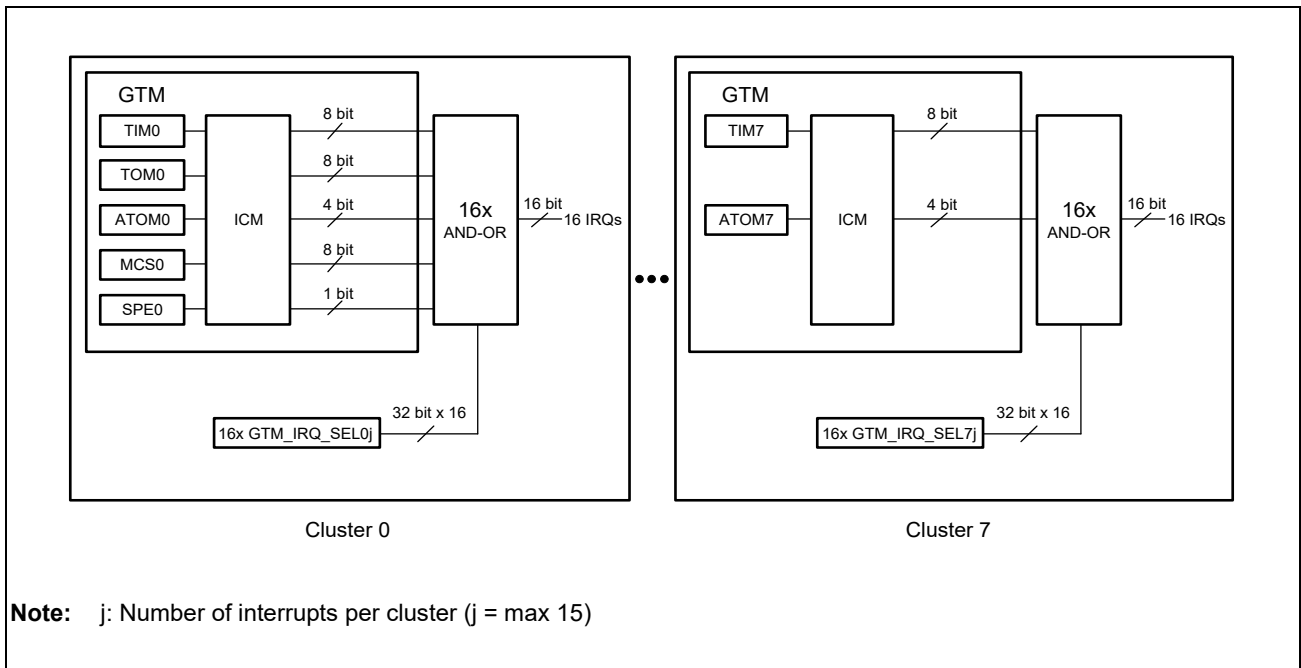 GTM
TIM0
TOM0
ATOM0
MCS0
SPE0
ICM
8 bit
8 bit
4 bit
8 bit
1 bit
16x
AND-OR
16 bit
16 IRQs
16x GTM_IRQ_SEL0j
32 bit x 16
Cluster 0
GTM
TIM7
ATOM7
ICM
8 bit
4 bit
16x
AND-OR
16 bit
16 IRQs
16x GTM_IRQ_SEL7j
32 bit x 16
Cluster 7
Note: j: Number of interrupts per cluster (j = max 15)